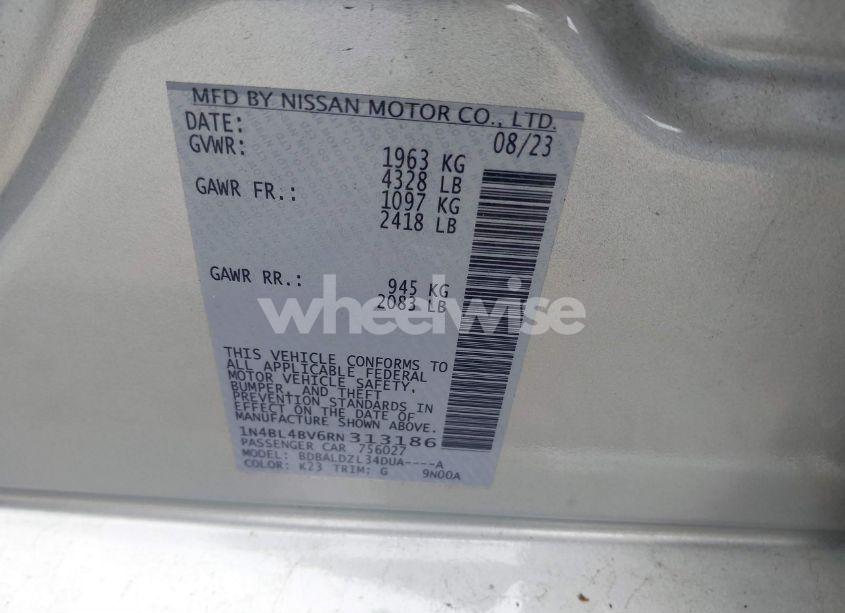 MFD BY NISSAN MOTOR CO., LTD.
DATE: 08/23
GVWR: 1963 KG
4328 LB
GAWR FR.: 1097 KG
2418 LB
GAWR RR.: 945 KG
2083 LB
wheelwise
THIS VEHICLE CONFORMS TO
ALL APPLICABLE FEDERAL
MOTOR VEHICLE SAFETY,
BUMPER, AND THEFT
PREVENTION STANDARDS IN
EFFECT ON THE DATE OF
MANUFACTURE SHOWN ABOVE.
1N4BL4BV6RN313186
PASSENGER CAR 756027
MODEL: BDBALDZL34DUA----A
COLOR: K23 TRIM: G 9N00A